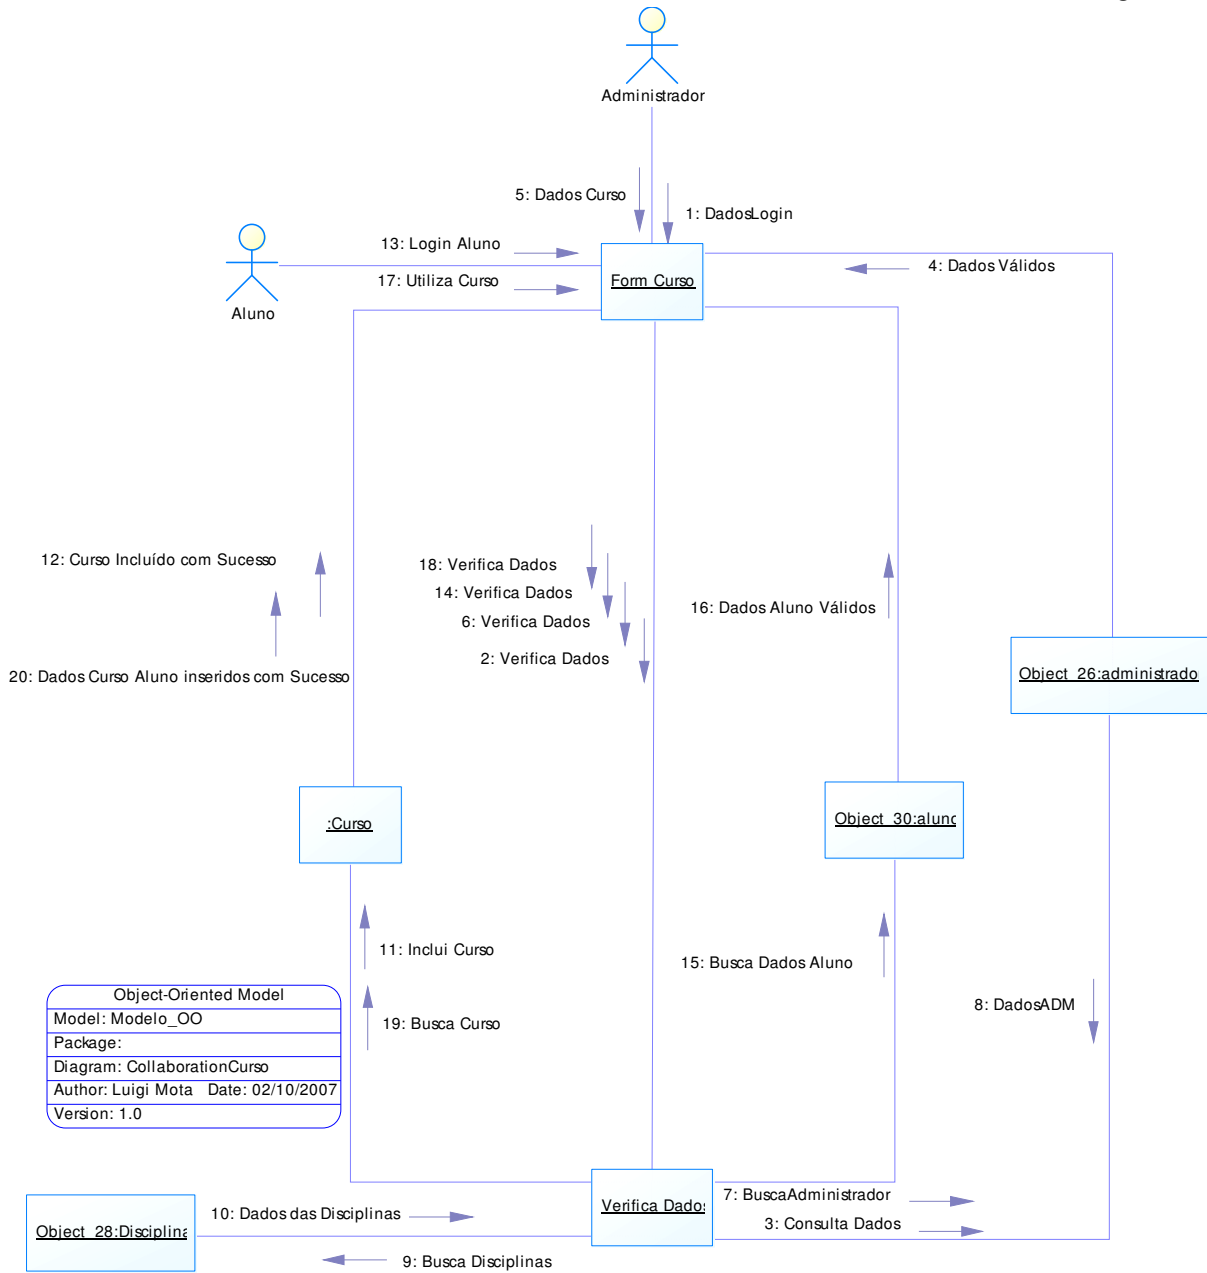 Administrador
5: Dados Curso
1: DadosLogin
13: Login Aluno
4: Dados Válidos
17: Utiliza Curso
Form Curso
Aluno
12: Curso Incluído com Sucesso
18: Verifica Dados
14: Verifica Dados
16: Dados Aluno Válidos
6: Verifica Dados
2: Verifica Dados
20: Dados Curso Aluno inseridos com Sucesso
Object_26:administrado
:Curso
Object_30:aluno
11: Inclui Curso
15: Busca Dados Aluno
Object-Oriented Model
Model: Modelo_OO
Package:
Diagram: CollaborationCurso
Author: Luigi Mota Date: 02/10/2007
Version: 1.0
19: Busca Curso
8: DadosADM
7: BuscaAdministrador
Verifica Dados
10: Dados das Disciplinas
3: Consulta Dados
Object_28:Disciplina
9: Busca Disciplinas